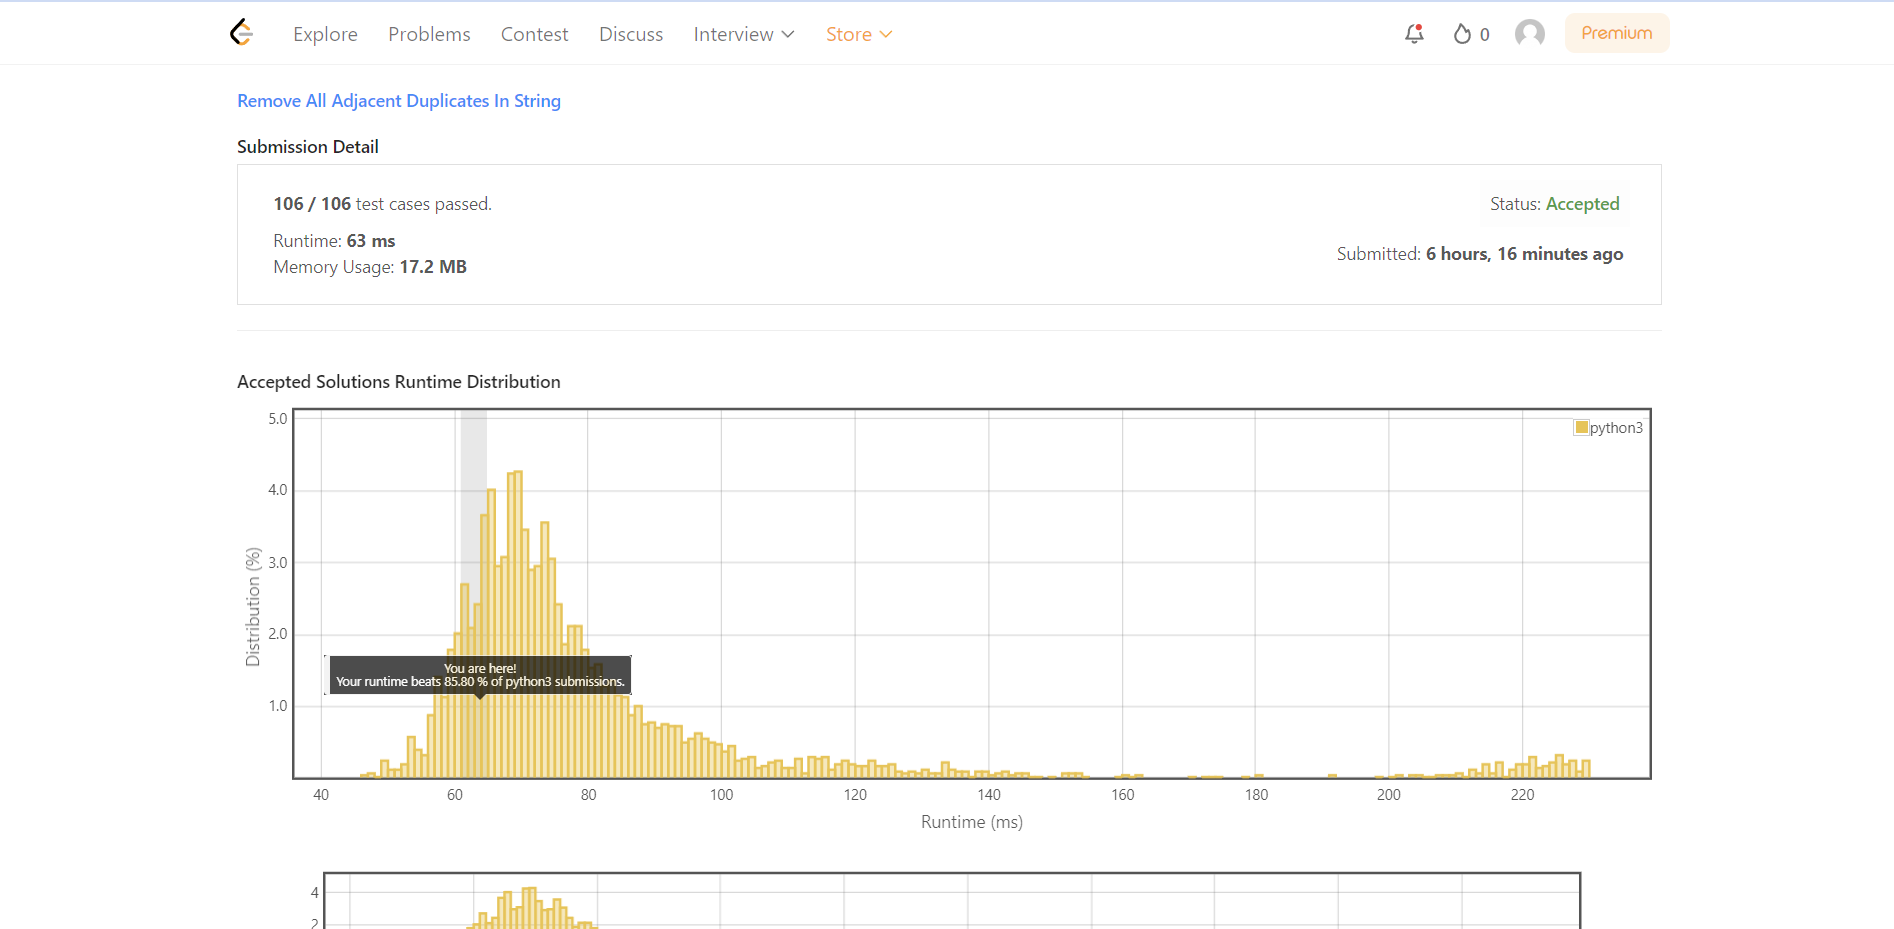 Explore Problems Contest Discuss Interview Store 0 Premium
Remove All Adjacent Duplicates In String
Submission Detail
106 / 106 test cases passed.
Status: Accepted
Runtime: 63 ms
Submitted: 6 hours, 16 minutes ago
Memory Usage: 17.2 MB
Accepted Solutions Runtime Distribution
5.0
python3
4.0
3.0
Distribution (%)
2.0
You are here!
Your runtime beats 85.80 % of python3 submissions.
1.0
40 60 80 100 120 140 160 180 200 220
Runtime (ms)
4
2